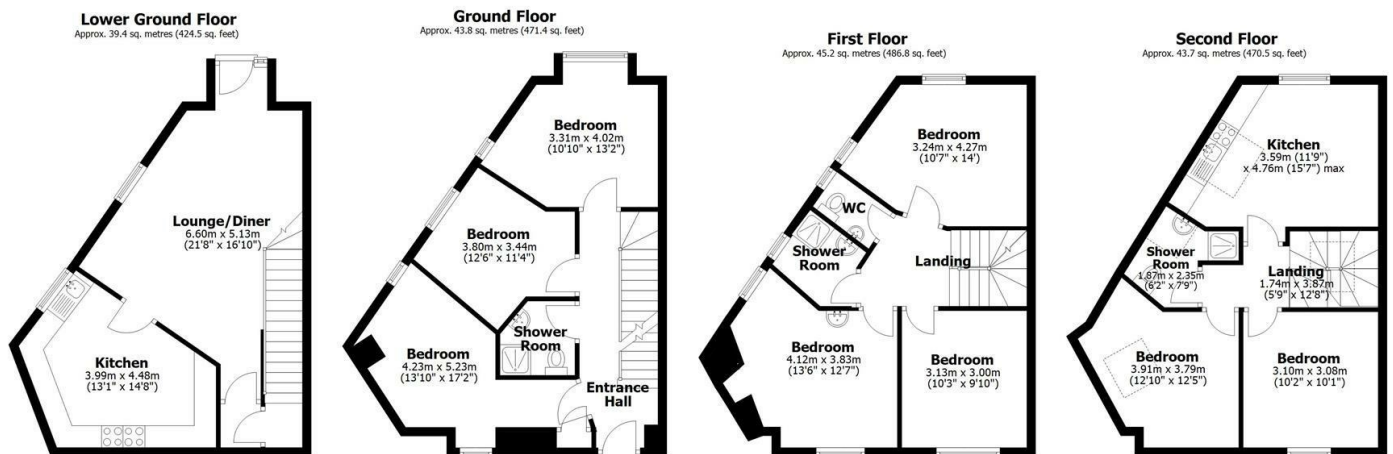 Lower Ground Floor
Approx. 39.4 sq. metres (424.5 sq. feet)
Lounge/Diner
6.60m x 5.13m
(21'8" x 16'10")
Kitchen
3.99m x 4.48m
(13'1" x 14'8")
Ground Floor
Approx. 43.8 sq. metres (471.4 sq. feet)
Bedroom
3.31m x 4.02m
(10'10" x 13'2")
Bedroom
3.80m x 3.44m
(12'6" x 11'4")
Shower
Room
Bedroom
4.23m x 5.23m
(13'10" x 17'2")
Entrance
Hall
First Floor
Approx. 45.2 sq. metres (486.8 sq. feet)
Bedroom
3.24m x 4.27m
(10'7" x 14')
WC
Shower
Room
Landing
Bedroom
4.12m x 3.83m
(13'6" x 12'7")
Bedroom
3.13m x 3.00m
(10'3" x 9'10")
Second Floor
Approx. 43.7 sq. metres (470.5 sq. feet)
Kitchen
3.59m (11'9")
x 4.76m (15'7") max
Shower
Room
1.87m x 2.35m
(6'2" x 7'9")
Landing
1.74m x 3.87m
(5'9" x 12'8")
Bedroom
3.91m x 3.79m
(12'10" x 12'5")
Bedroom
3.10m x 3.08m
(10'2" x 10'1")